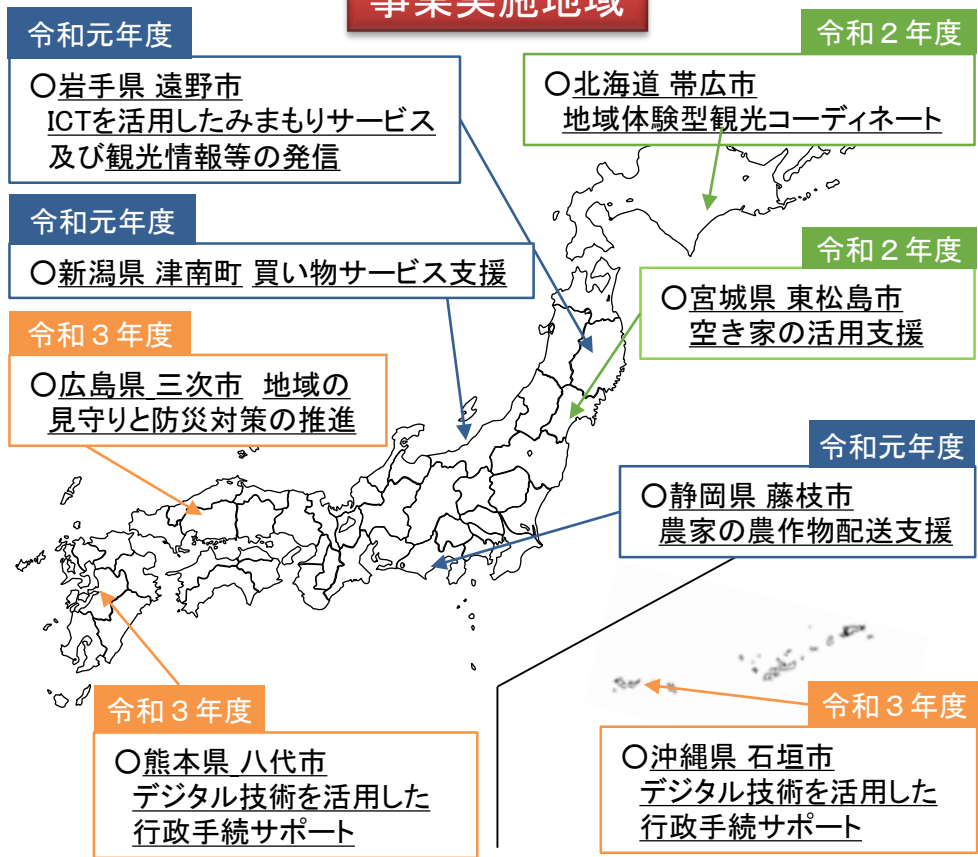 事業実施地域
令和元年度
〇岩手県 遠野市
ICTを活用したみまもりサービス
及び観光情報等の発信
令和２年度
〇北海道 帯広市
地域体験型観光コーディネート
令和元年度
〇新潟県 津南町 買い物サービス支援
令和２年度
〇宮城県 東松島市
空き家の活用支援
令和３年度
〇広島県 三次市 地域の
見守りと防災対策の推進
令和元年度
〇静岡県 藤枝市
農家の農作物配送支援
令和３年度
〇熊本県 八代市
デジタル技術を活用した
行政手続サポート
令和３年度
〇沖縄県 石垣市
デジタル技術を活用した
行政手続サポート